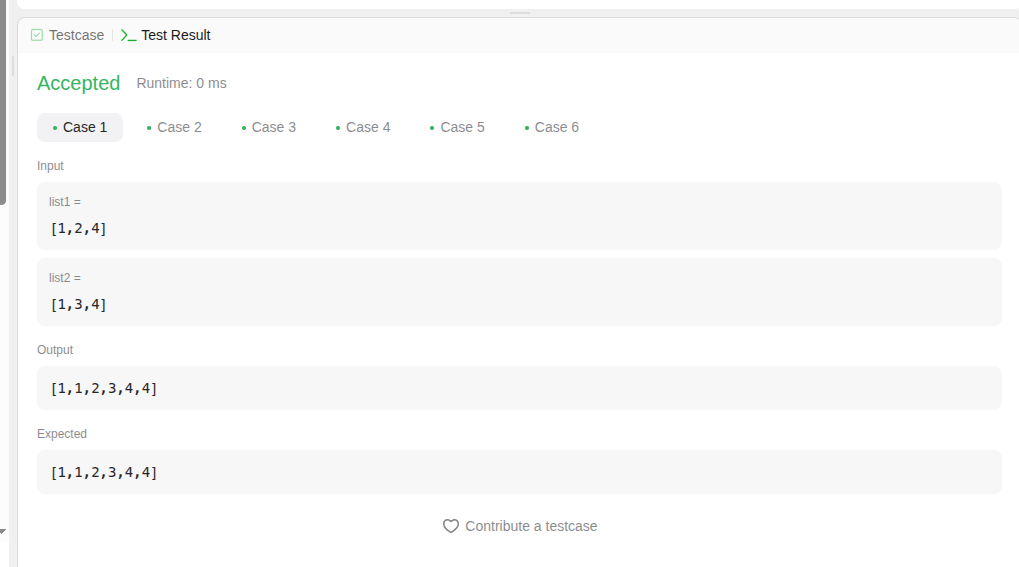 Testcase Test Result
Accepted Runtime: 0 ms
Case 1 Case 2 Case 3 Case 4 Case 5 Case 6
Input
list1 =
[1,2,4]
list2 =
[1,3,4]
Output
[1,1,2,3,4,4]
Expected
[1,1,2,3,4,4]
Contribute a testcase